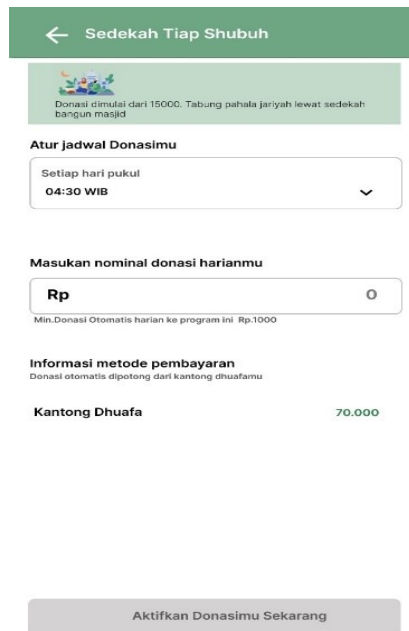 Sedekah Tiap Shubuh
Donasi dimulai dari 15000. Tabung pahala jariyah lewat sedekah
bangun masjid
Atur jadwal Donasimu
Setiap hari pukul
04:30 WIB
Masukan nominal donasi harianmu
Rp 0
Min.Donasi Otomatis harian ke program ini Rp.1000
Informasi metode pembayaran
Donasi otomatis dipotong dari kantong dhuafamu
Kantong Dhuafa 70.000
Aktifkan Donasimu Sekarang